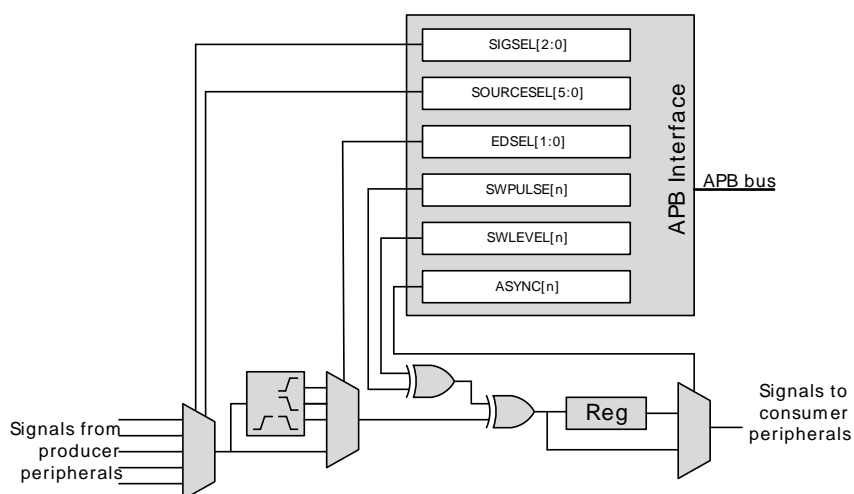 SIGSEL[2:0]
SOURCESEL[5:0]
EDSEL[1:0]
SWPULSE[n]
SWLEVEL[n]
ASYNC[n]
APB Interface
APB bus
Reg
Signals from
producer
peripherals
Signals to
consumer
peripherals